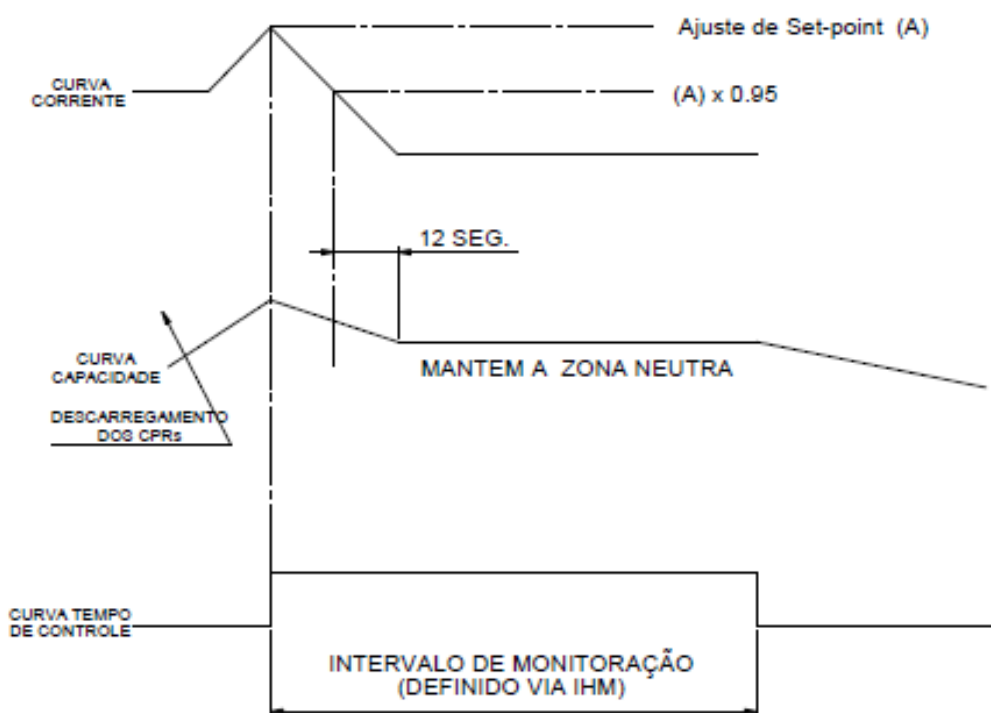 Ajuste de Set-point (A)
CURVA
CORRENTE
(A) x 0.95
12 SEG.
CURVA
CAPACIDADE
MANTEM A ZONA NEUTRA
DESCARREGAMENTO
DOS CPRs
CURVA TEMPO
DE CONTROLE
INTERVALO DE MONITORAÇÃO
(DEFINIDO VIA IHM)